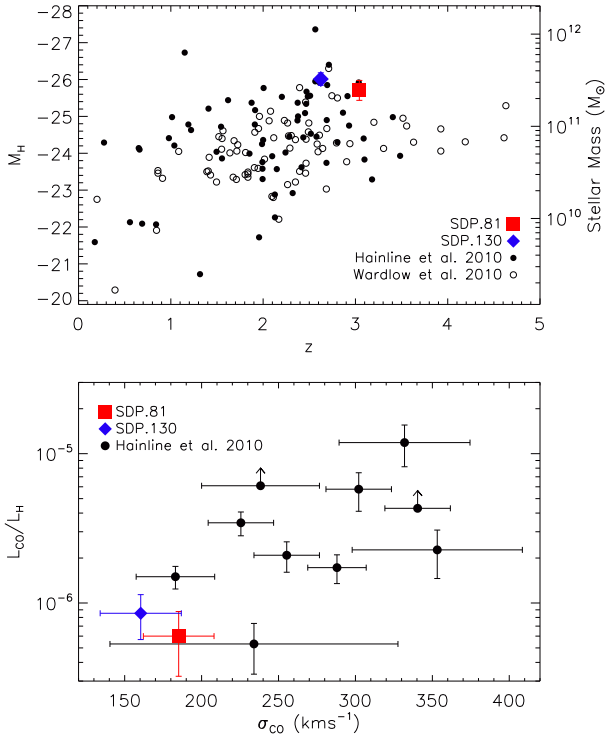 -28
-27
-26
-25
-24
-23
-22
-21
-20
M_H
10^12
10^11
10^10
Stellar Mass (M_☉)
SDP.81
SDP.130
Hainline et al. 2010
Wardlow et al. 2010
0 1 2 3 4 5
z
SDP.81
SDP.130
Hainline et al. 2010
10^-5
10^-6
L_CO/L_H
150 200 250 300 350 400
σ_CO (kms^-1)